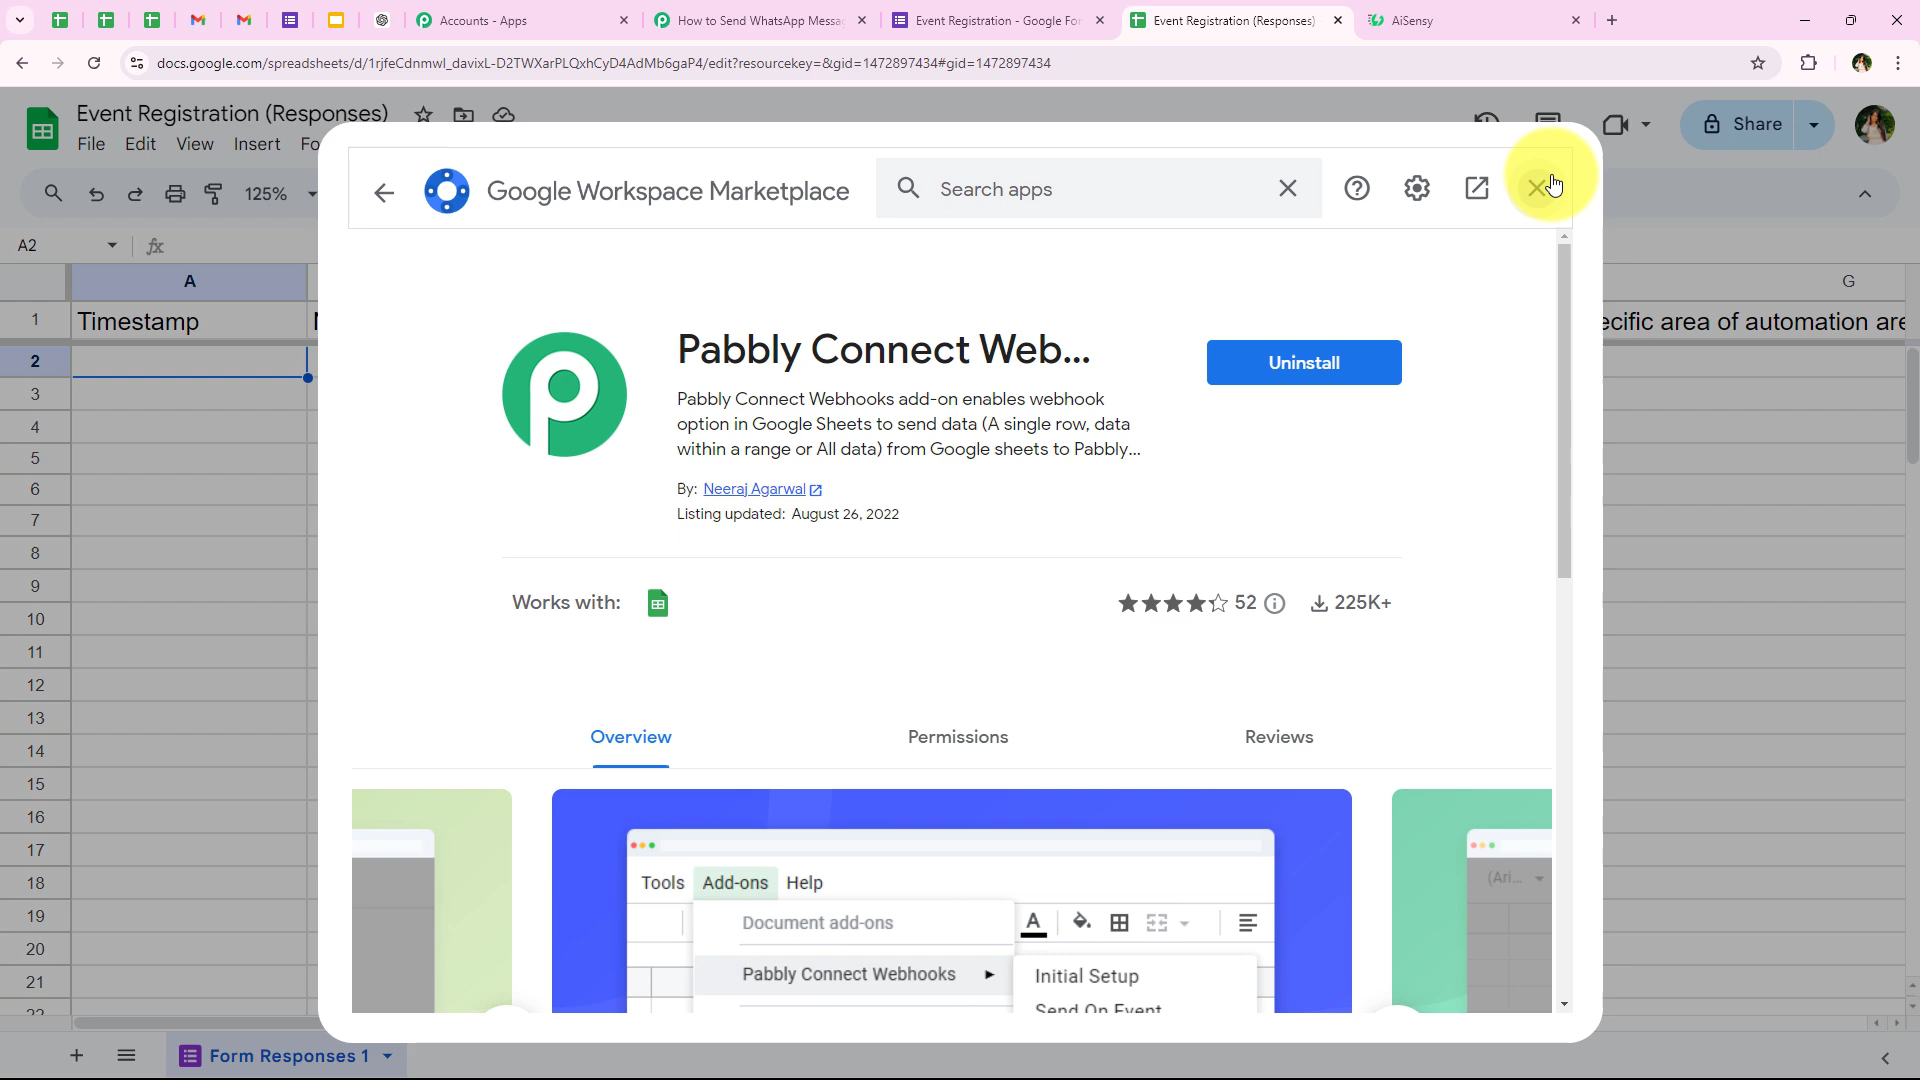 Accounts - Apps
How to Send WhatsApp Messa
Event Registration - Google For
Event Registration (Responses)
AiSensy
docs.google.com/spreadsheets/d/1rjfeCdnmwl_davixL-D2TWXarPLQxhCyD4AdMb6gaP4/edit?resourcekey=&gid=1472897434#gid=1472897434
Event Registration (Responses)
File Edit View Insert Fo
Share
125%
Google Workspace Marketplace
Search apps
A2
fx
A
G
1 Timestamp
ecific area of automation are
2
3
4
5
6
7
8
9
10
11
12
13
14
15
16
17
18
19
20
21
22
Pabbly Connect Web...
Uninstall
Pabbly Connect Webhooks add-on enables webhook
option in Google Sheets to send data (A single row, data
within a range or All data) from Google sheets to Pabbly...
By: Neeraj Agarwal
Listing updated: August 26, 2022
Works with:
52
225K+
Overview
Permissions
Reviews
Tools Add-ons Help
Document add-ons
A
(Ari...
Pabbly Connect Webhooks
Initial Setup
Send On Event
Form Responses 1